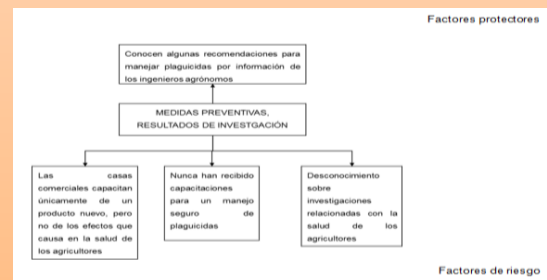 Factores protectores
Conocen algunas recomendaciones para
manejar plaguicidas por información de
los ingenieros agrónomos
MEDIDAS PREVENTIVAS,
RESULTADOS DE INVESTGACIÓN
Las casas
comerciales capacitan
únicamente de un
producto nuevo, pero
no de los efectos que
causa en la salud de
los agricultores
Nunca han recibido
capacitaciones
para un manejo
seguro de
plaguicidas
Desconocimiento
sobre
investigaciones
relacionadas con la
salud de los
agricultores
Factores de riesgo